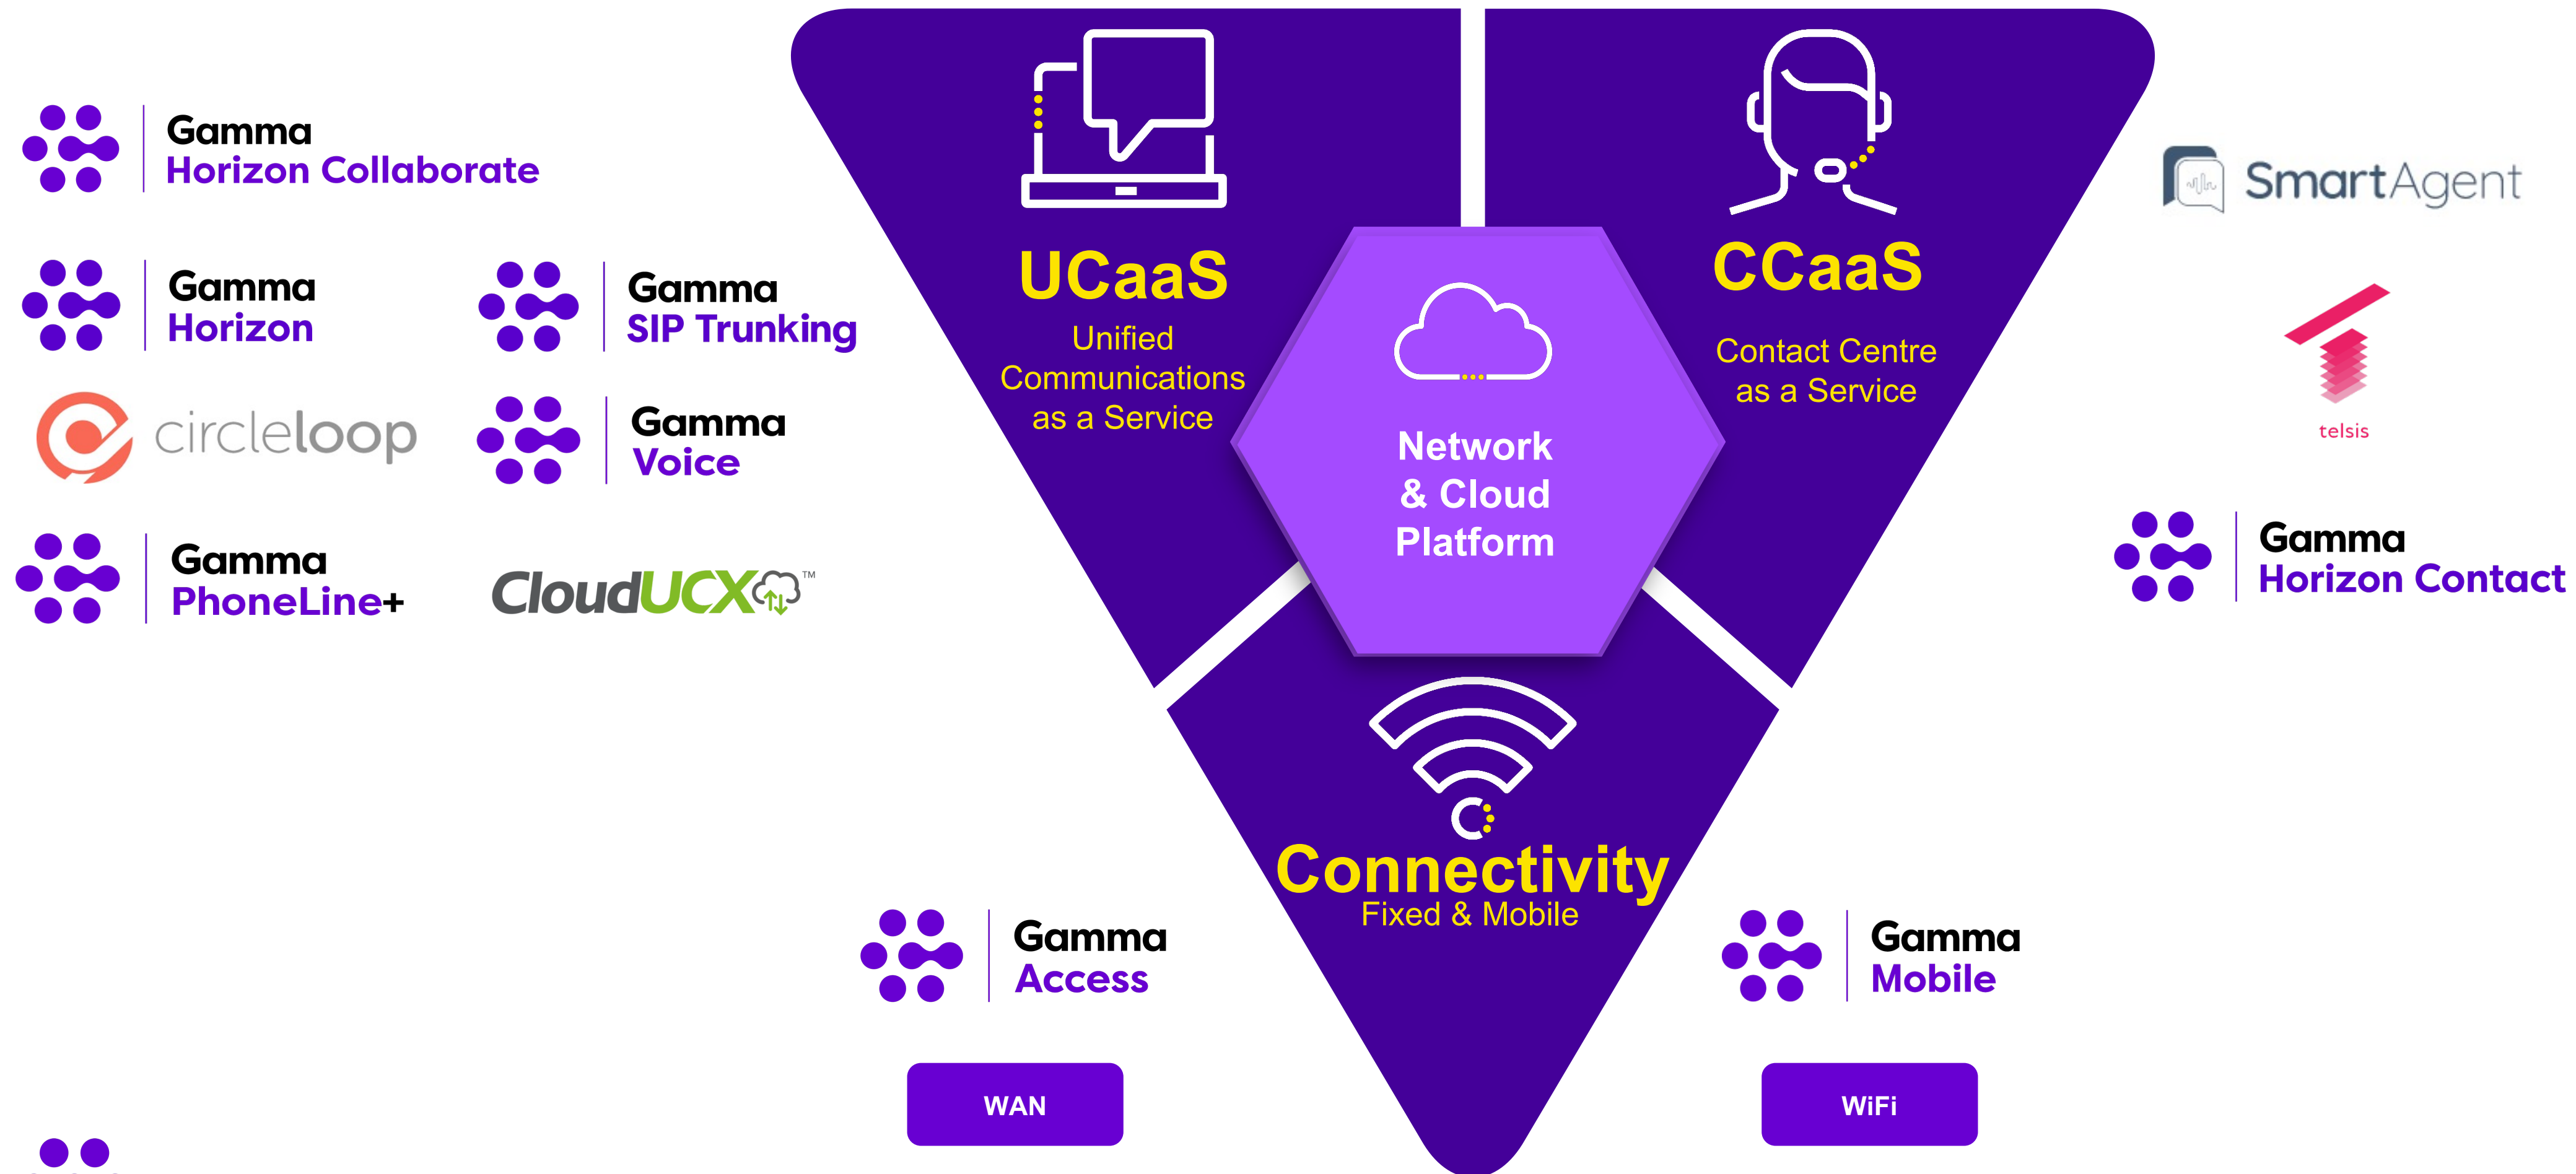 Gamma
Horizon Collaborate
Gamma
Horizon
Gamma
SIP Trunking
circleloop
Gamma
Voice
Gamma
PhoneLine+
CloudUCX™
UCaaS
Unified
Communications
as a Service
CCaaS
Contact Centre
as a Service
Network
& Cloud
Platform
Connectivity
Fixed & Mobile
SmartAgent
telsis
Gamma
Horizon Contact
Gamma
Access
Gamma
Mobile
WAN
WiFi